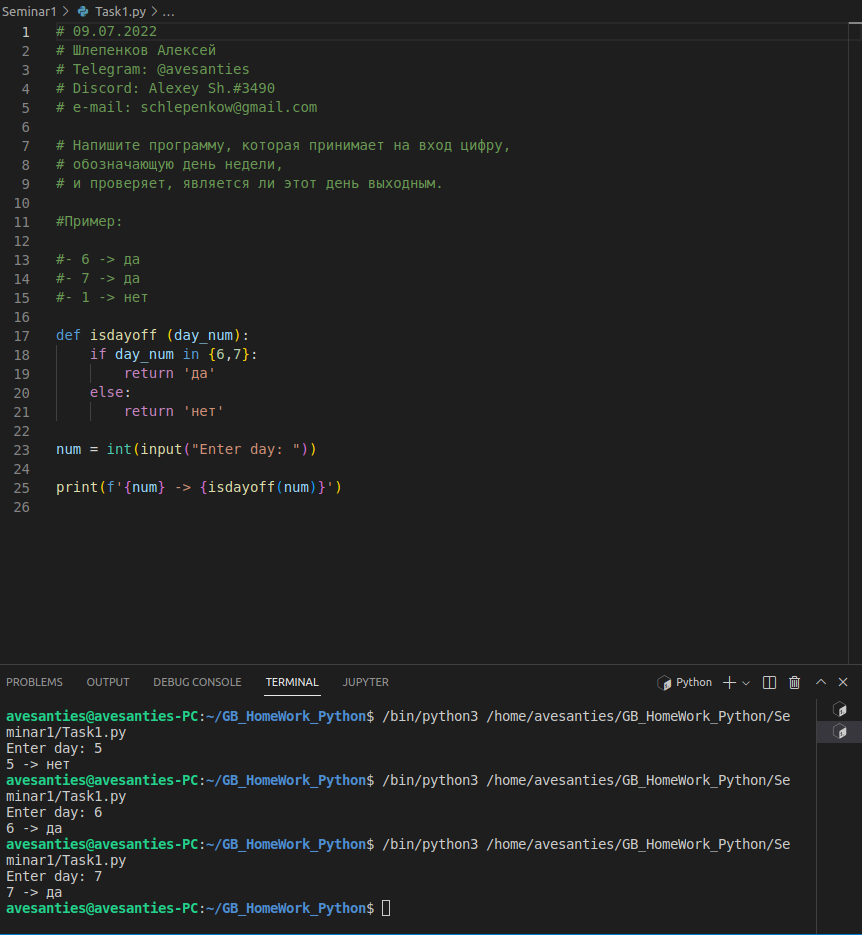 Seminar1 > Task1.py > ...
1 # 09.07.2022
2 # Шлепенков Алексей
3 # Telegram: @avesanties
4 # Discord: Alexey Sh.#3490
5 # e-mail: schlepenkow@gmail.com
6
7 # Напишите программу, которая принимает на вход цифру,
8 # обозначающую день недели,
9 # и проверяет, является ли этот день выходным.
10
11 #Пример:
12
13 #- 6 -> да
14 #- 7 -> да
15 #- 1 -> нет
16
17 def isdayoff (day_num):
18     if day_num in {6,7}:
19         return 'да'
20     else:
21         return 'нет'
22
23 num = int(input("Enter day: "))
24
25 print(f'{num} -> {isdayoff(num)}')
26
PROBLEMS OUTPUT DEBUG CONSOLE TERMINAL JUPYTER Python
avesanties@avesanties-PC:~/GB_HomeWork_Python$ /bin/python3 /home/avesanties/GB_HomeWork_Python/Se
minar1/Task1.py
Enter day: 5
5 -> нет
avesanties@avesanties-PC:~/GB_HomeWork_Python$ /bin/python3 /home/avesanties/GB_HomeWork_Python/Se
minar1/Task1.py
Enter day: 6
6 -> да
avesanties@avesanties-PC:~/GB_HomeWork_Python$ /bin/python3 /home/avesanties/GB_HomeWork_Python/Se
minar1/Task1.py
Enter day: 7
7 -> да
avesanties@avesanties-PC:~/GB_HomeWork_Python$